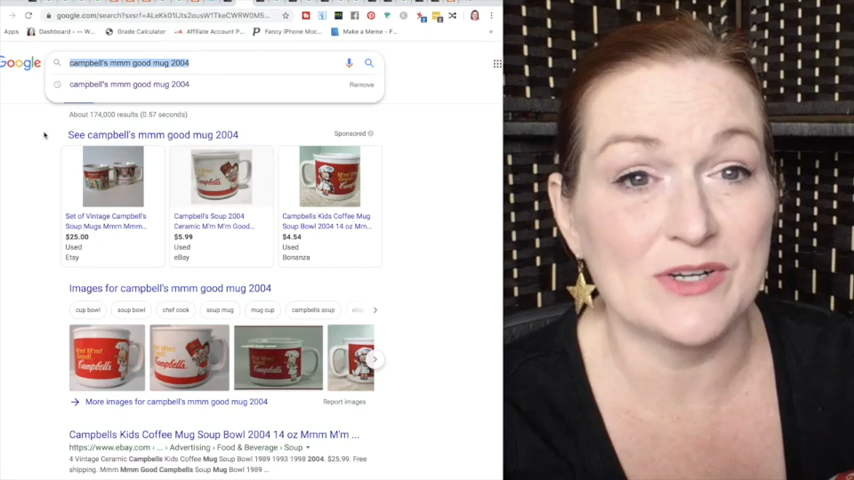 google.com/search?sxsrf=ALeKk01lJts2ousW1TkeCWRW0M5...
Apps
Dashboard : --- W...
Grade Calculator
Affiliate Account P...
Fancy iPhone Moc...
Make a Meme - F...
Google
campbell's mmm good mug 2004
campbell"s mmm good mug 2004
Remove
About 174,000 results (0.57 seconds)
See campbell's mmm good mug 2004
Sponsored
Set of Vintage Campbell's
Soup Mugs Mmm Mmm...
$25.00
Used
Etsy
Campbell's Soup 2004
Ceramic M'm M'm Good...
$5.99
Used
eBay
Campbells Kids Coffee Mug
Soup Bowl 2004 14 oz Mm...
$4.54
Used
Bonanza
Images for campbell's mmm good mug 2004
cup bowl
soup bowl
chef cook
soup mug
mug cup
campbells soup
Campbell's
Campbell's
Campbell's
More images for campbell's mmm good mug 2004
Report images
Campbells Kids Coffee Mug Soup Bowl 2004 14 oz Mmm M'm ...
https://www.ebay.com › ... › Advertising › Food & Beverage › Soup
4 Vintage Ceramic Campbells Kids Coffee Mug Soup Bowl 1989 1993 1998 2004. $25.99. Free
shipping. Mmm Mmm Good Campbells Soup Mug Bowl 1989 ...